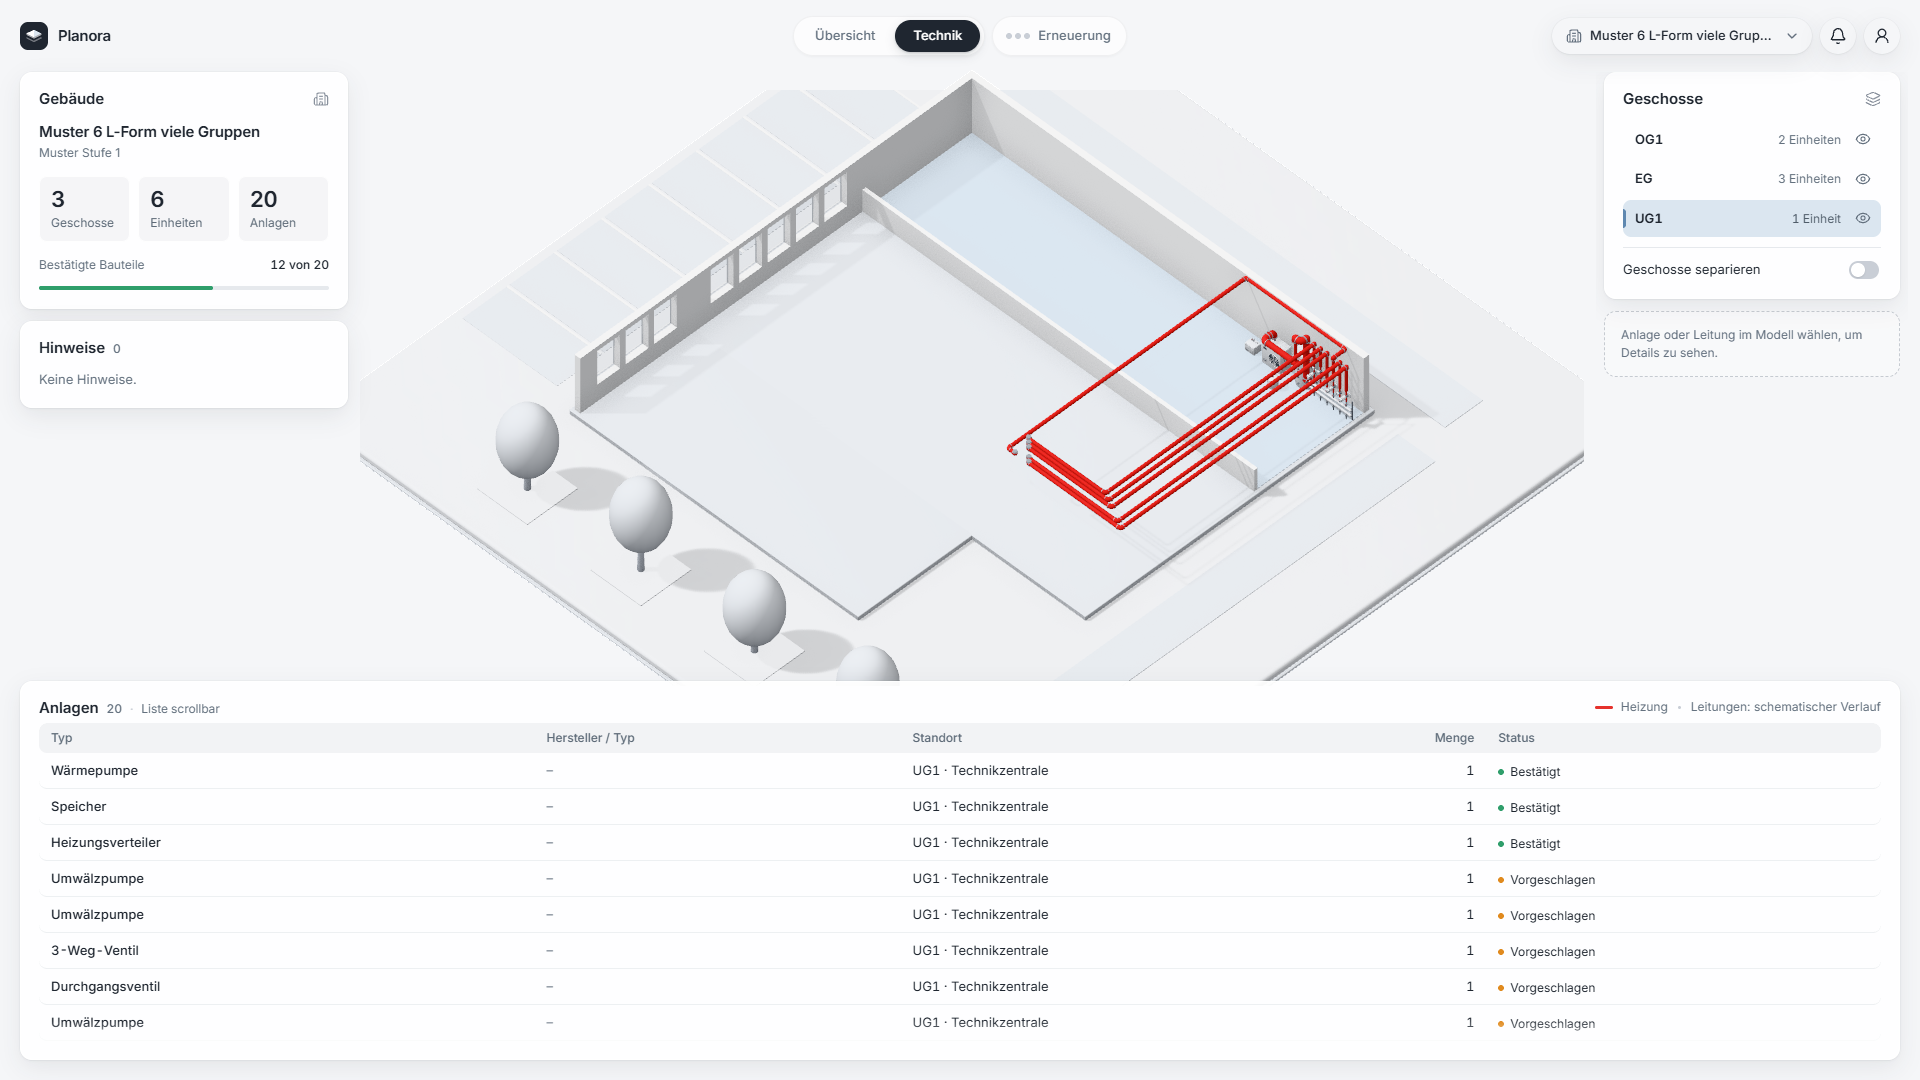 Planora
Übersicht
Technik
Erneuerung
Muster 6 L-Form viele Grup...
Gebäude
Muster 6 L-Form viele Gruppen
Muster Stufe 1
3 6 20
Geschosse Einheiten Anlagen
Bestätigte Bauteile 12 von 20
Hinweise 0
Keine Hinweise.
Geschosse
OG1 2 Einheiten
EG 3 Einheiten
UG1 1 Einheit
Geschosse separieren
Anlage oder Leitung im Modell wählen, um
Details zu sehen.
Anlagen 20 · Liste scrollbar
Heizung • Leitungen: schematischer Verlauf
Typ Hersteller / Typ Standort Menge Status
Wärmepumpe – UG1 · Technikzentrale 1 Bestätigt
Speicher – UG1 · Technikzentrale 1 Bestätigt
Heizungsverteiler – UG1 · Technikzentrale 1 Bestätigt
Umwälzpumpe – UG1 · Technikzentrale 1 Vorgeschlagen
Umwälzpumpe – UG1 · Technikzentrale 1 Vorgeschlagen
3-Weg-Ventil – UG1 · Technikzentrale 1 Vorgeschlagen
Durchgangsventil – UG1 · Technikzentrale 1 Vorgeschlagen
Umwälzpumpe – UG1 · Technikzentrale 1 Vorgeschlagen